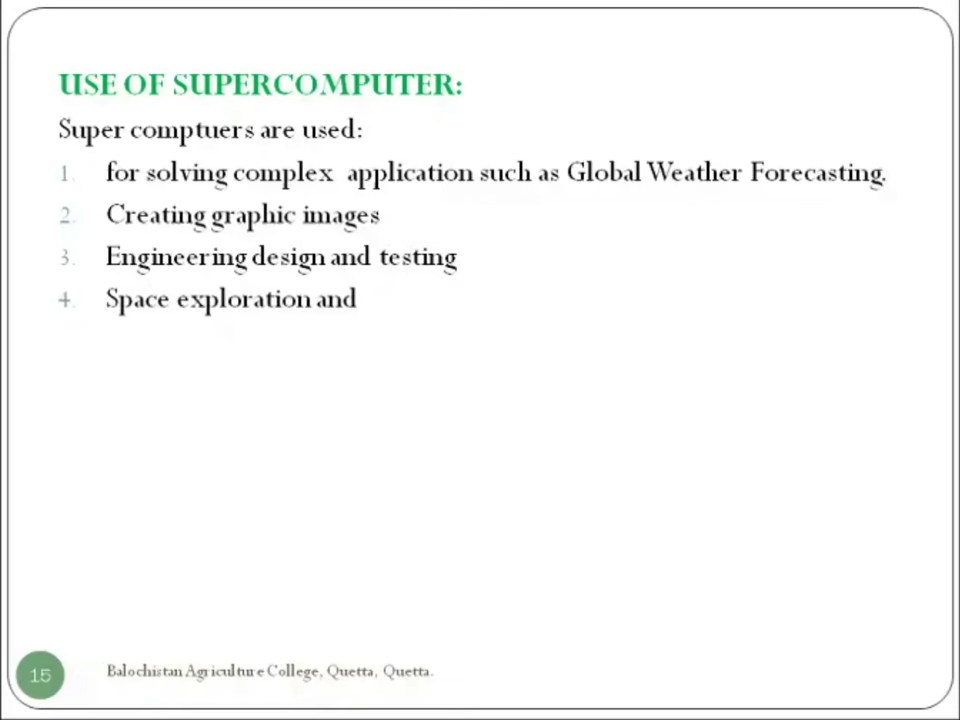 USE OF SUPERCOMPUTER:
Super comptuers are used:
1. for solving complex application such as Global Weather Forecasting.
2. Creating graphic images
3. Engineering design and testing
4. Space exploration and
15 Balochistan Agriculture College, Quetta, Quetta.